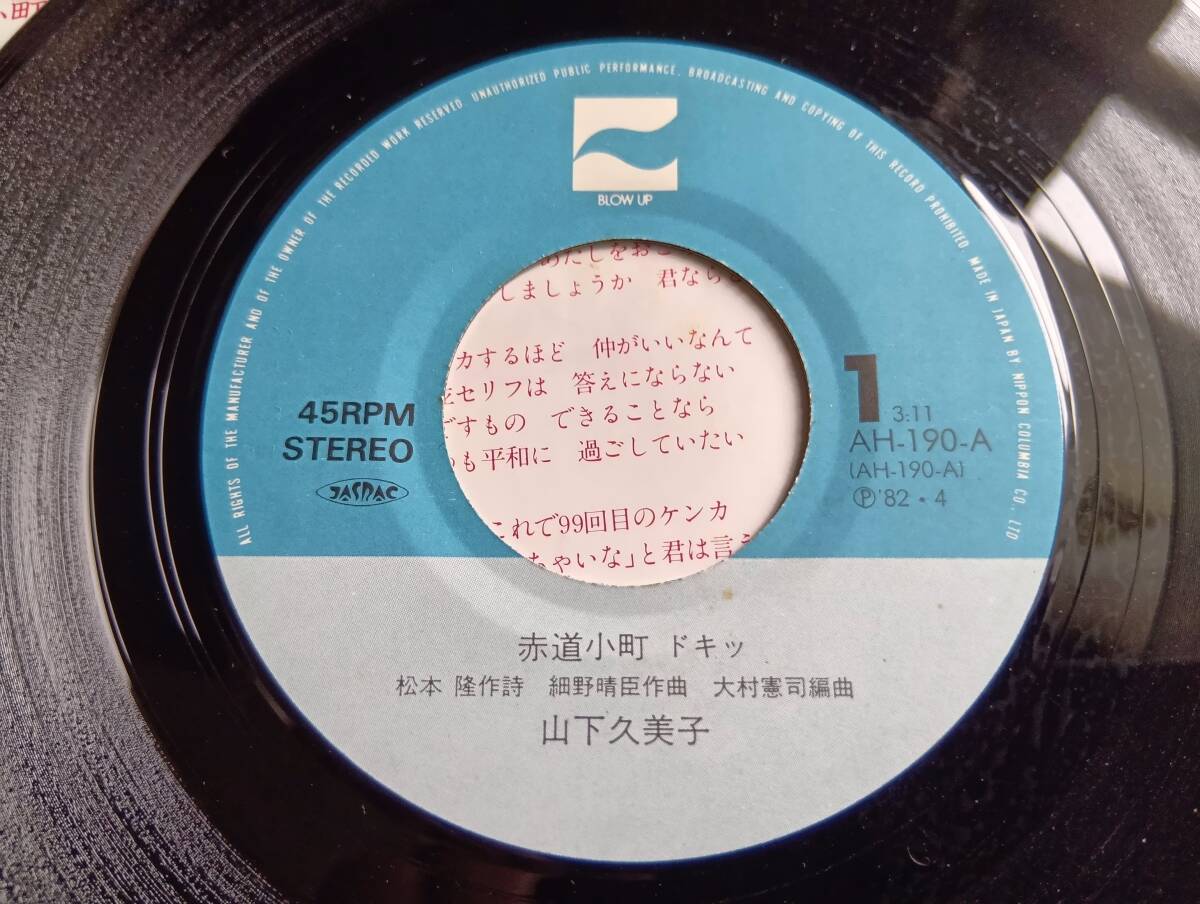 ALL RIGHTS OF THE MANUFACTURER AND OF THE OWNER OF THE RECORDED WORK RESERVED. UNAUTHORIZED PUBLIC PERFORMANCE, BROADCASTING AND COPYING OF THIS RECORD PROHIBITED. MADE IN JAPAN BY NIPPON COLUMBIA CO., LTD
BLOW UP
しましょうか 君なら
カするほど 仲がいいなんて
セリフは 答えにならない
すもの できることなら
も平和に 過ごしていたい
これで99回目のケンカ
ちゃいな」と君は言う
45RPM
STEREO
JASRAC
1
3:11
AH-190-A
(AH-190-A)
Ⓟ'82・4
赤道小町 ドキッ
松本 隆作詩 細野晴臣作曲 大村憲司編曲
山下久美子